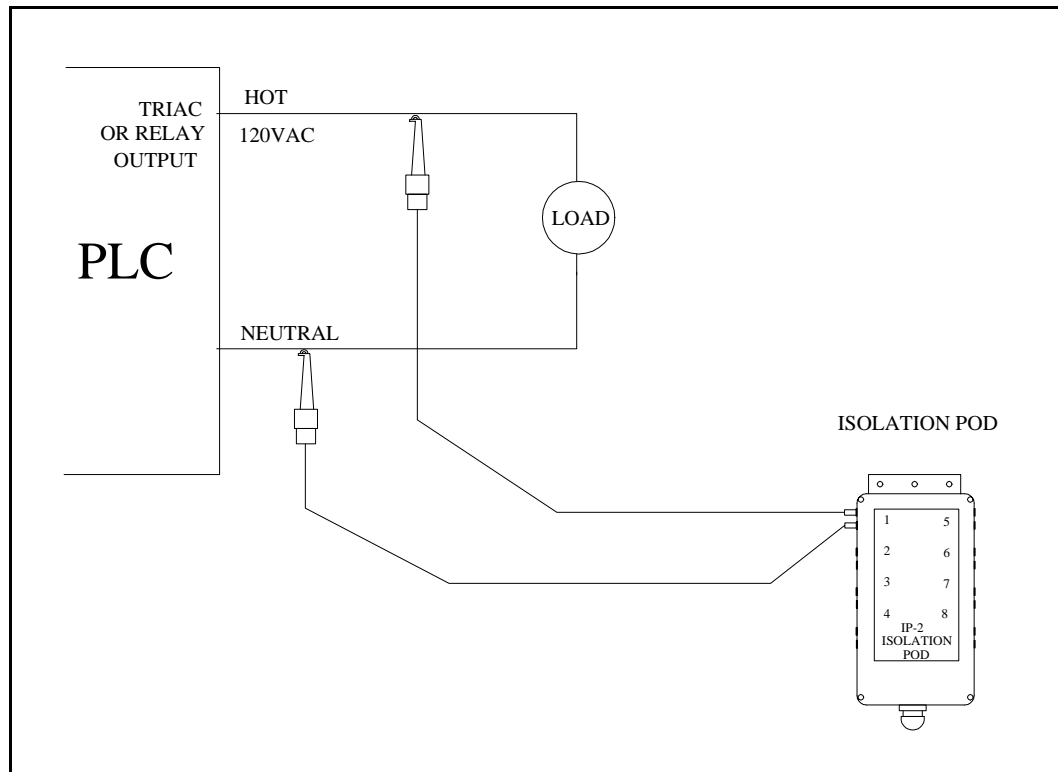 TRIAC
OR RELAY
OUTPUT
HOT
120VAC
PLC
LOAD
NEUTRAL
ISOLATION POD
1 5
2 6
3 7
4 8
IP-2
ISOLATION
POD